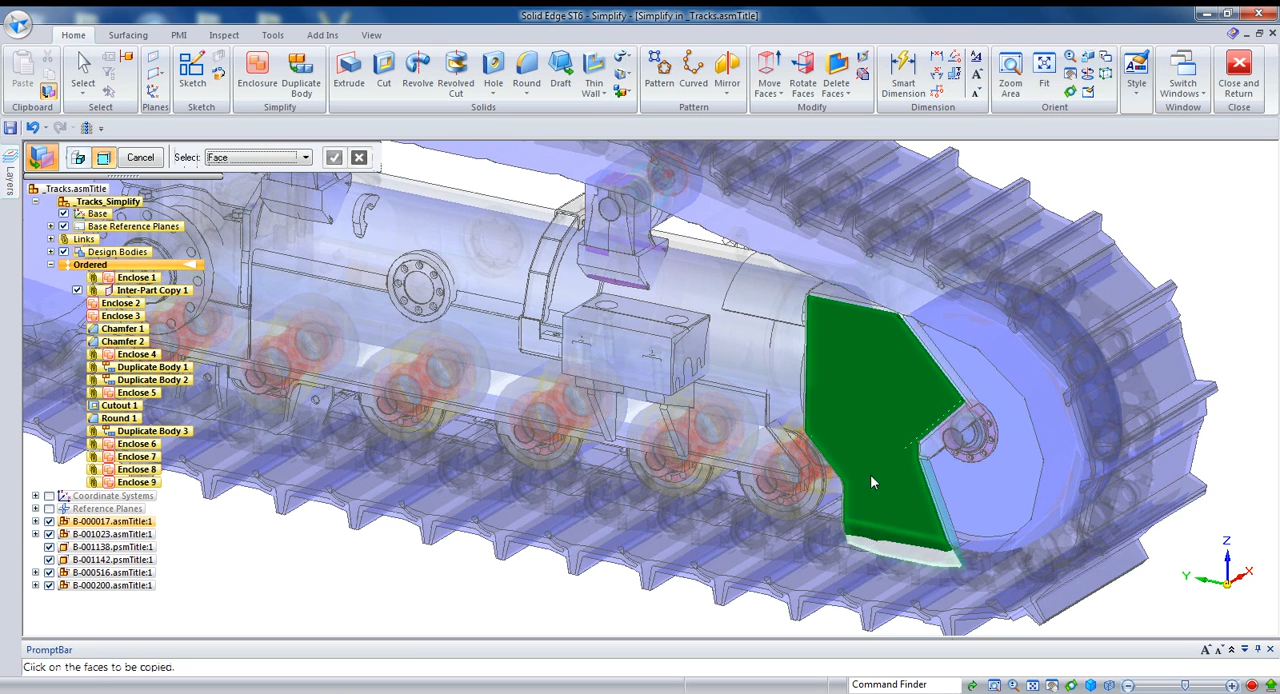 Solid Edge ST6 - Simplify - [Simplify in _Tracks.asmTitle]
Home Surfacing PMI Inspect Tools Add Ins View
Paste Select Sketch Enclosure Duplicate Body Extrude Cut Revolve Revolved Cut Hole Round Draft Thin Wall Pattern Curved Mirror Move Faces Rotate Faces Delete Faces Smart Dimension Zoom Area Fit Style Switch Windows Close and Return
Clipboard Select Planes Sketch Simplify Solids Pattern Modify Dimension Orient Window Close
Layers
Cancel Select: Face
_Tracks.asmTitle
_Tracks_Simplify
Base
Base Reference Planes
Links
Design Bodies
Ordered
Enclose 1
Inter-Part Copy 1
Enclose 2
Enclose 3
Chamfer 1
Chamfer 2
Enclose 4
Duplicate Body 1
Duplicate Body 2
Enclose 5
Cutout 1
Round 1
Duplicate Body 3
Enclose 6
Enclose 7
Enclose 8
Enclose 9
Coordinate Systems
Reference Planes
B-000017.asmTitle:1
B-001023.asmTitle:1
B-001138.psmTitle:1
B-001142.psmTitle:1
B-000516.asmTitle:1
B-000200.asmTitle:1
Z
Y
X
PromptBar
Click on the faces to be copied.
Command Finder